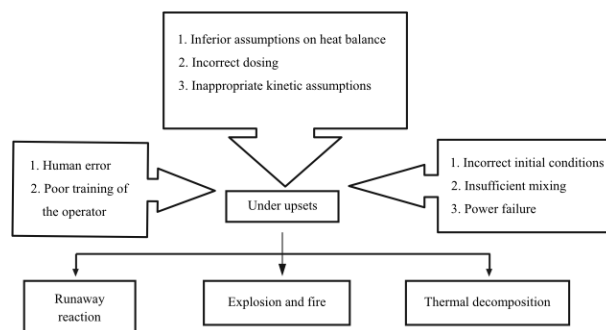 1. Inferior assumptions on heat balance
2. Incorrect dosing
3. Inappropriate kinetic assumptions
1. Human error
2. Poor training of
the operator
1. Incorrect initial conditions
2. Insufficient mixing
3. Power failure
Under upsets
Runaway
reaction
Explosion and fire
Thermal decomposition